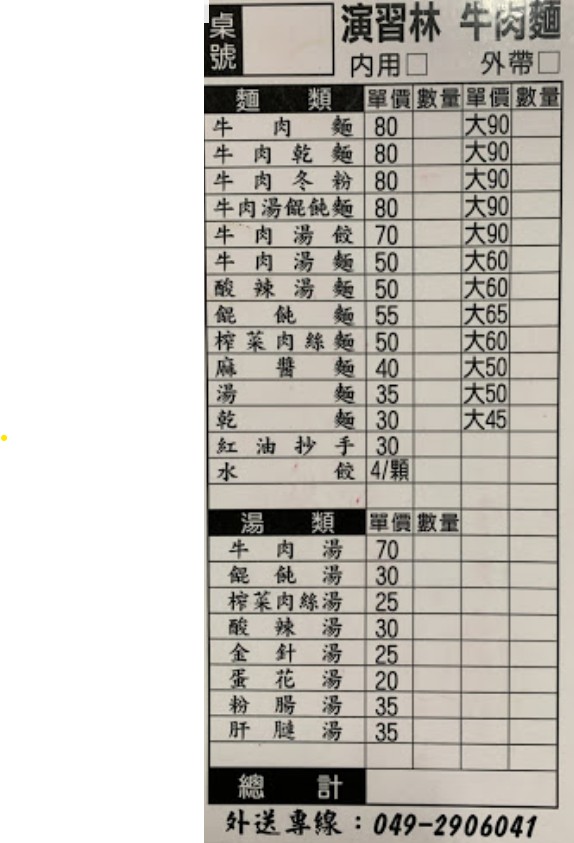 桌號 演習林 牛肉麵
內用□ 外帶□
麵類 單價 數量 單價 數量
牛肉麵 80 大90
牛肉乾麵 80 大90
牛肉冬粉 80 大90
牛肉湯餛飩麵 80 大90
牛肉湯餃 70 大90
牛肉湯麵 50 大60
酸辣湯麵 50 大60
餛飩麵 55 大65
榨菜肉絲麵 50 大60
麻醬麵 40 大50
湯麵 35 大50
乾麵 30 大45
紅油抄手 30
水餃 4/顆
湯類 單價 數量
牛肉湯 70
餛飩湯 30
榨菜肉絲湯 25
酸辣湯 30
金針湯 25
蛋花湯 20
粉腸湯 35
肝膉湯 35
總計
外送專線：049-2906041